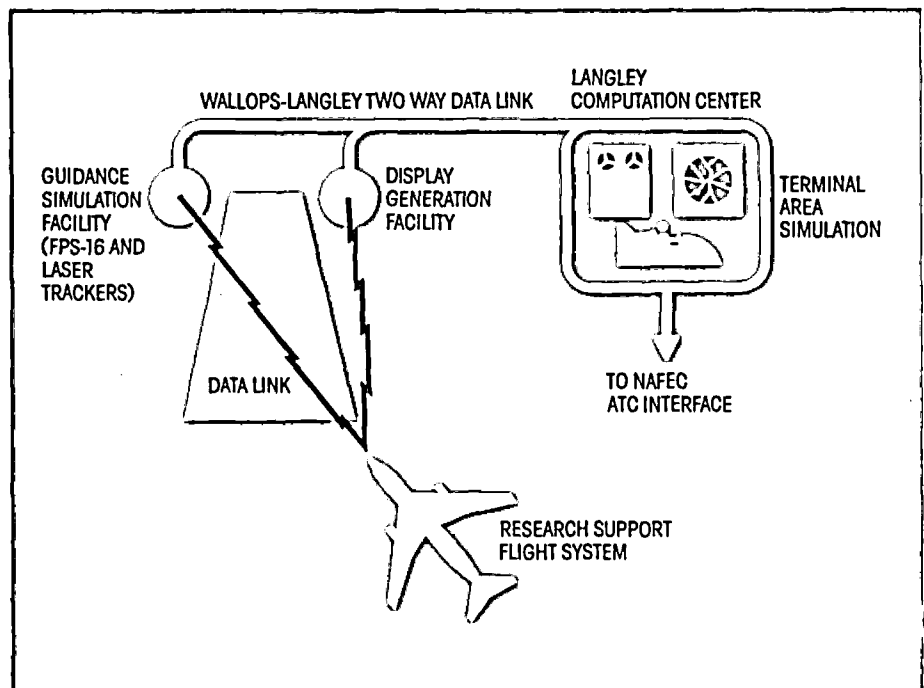 WALLOPS-LANGLEY TWO WAY DATA LINK
LANGLEY
COMPUTATION CENTER
GUIDANCE
SIMULATION
FACILITY
(FPS-16 AND
LASER
TRACKERS)
DISPLAY
GENERATION
FACILITY
TERMINAL
AREA
SIMULATION
DATA LINK
TO NAFEC
ATC INTERFACE
RESEARCH SUPPORT
FLIGHT SYSTEM